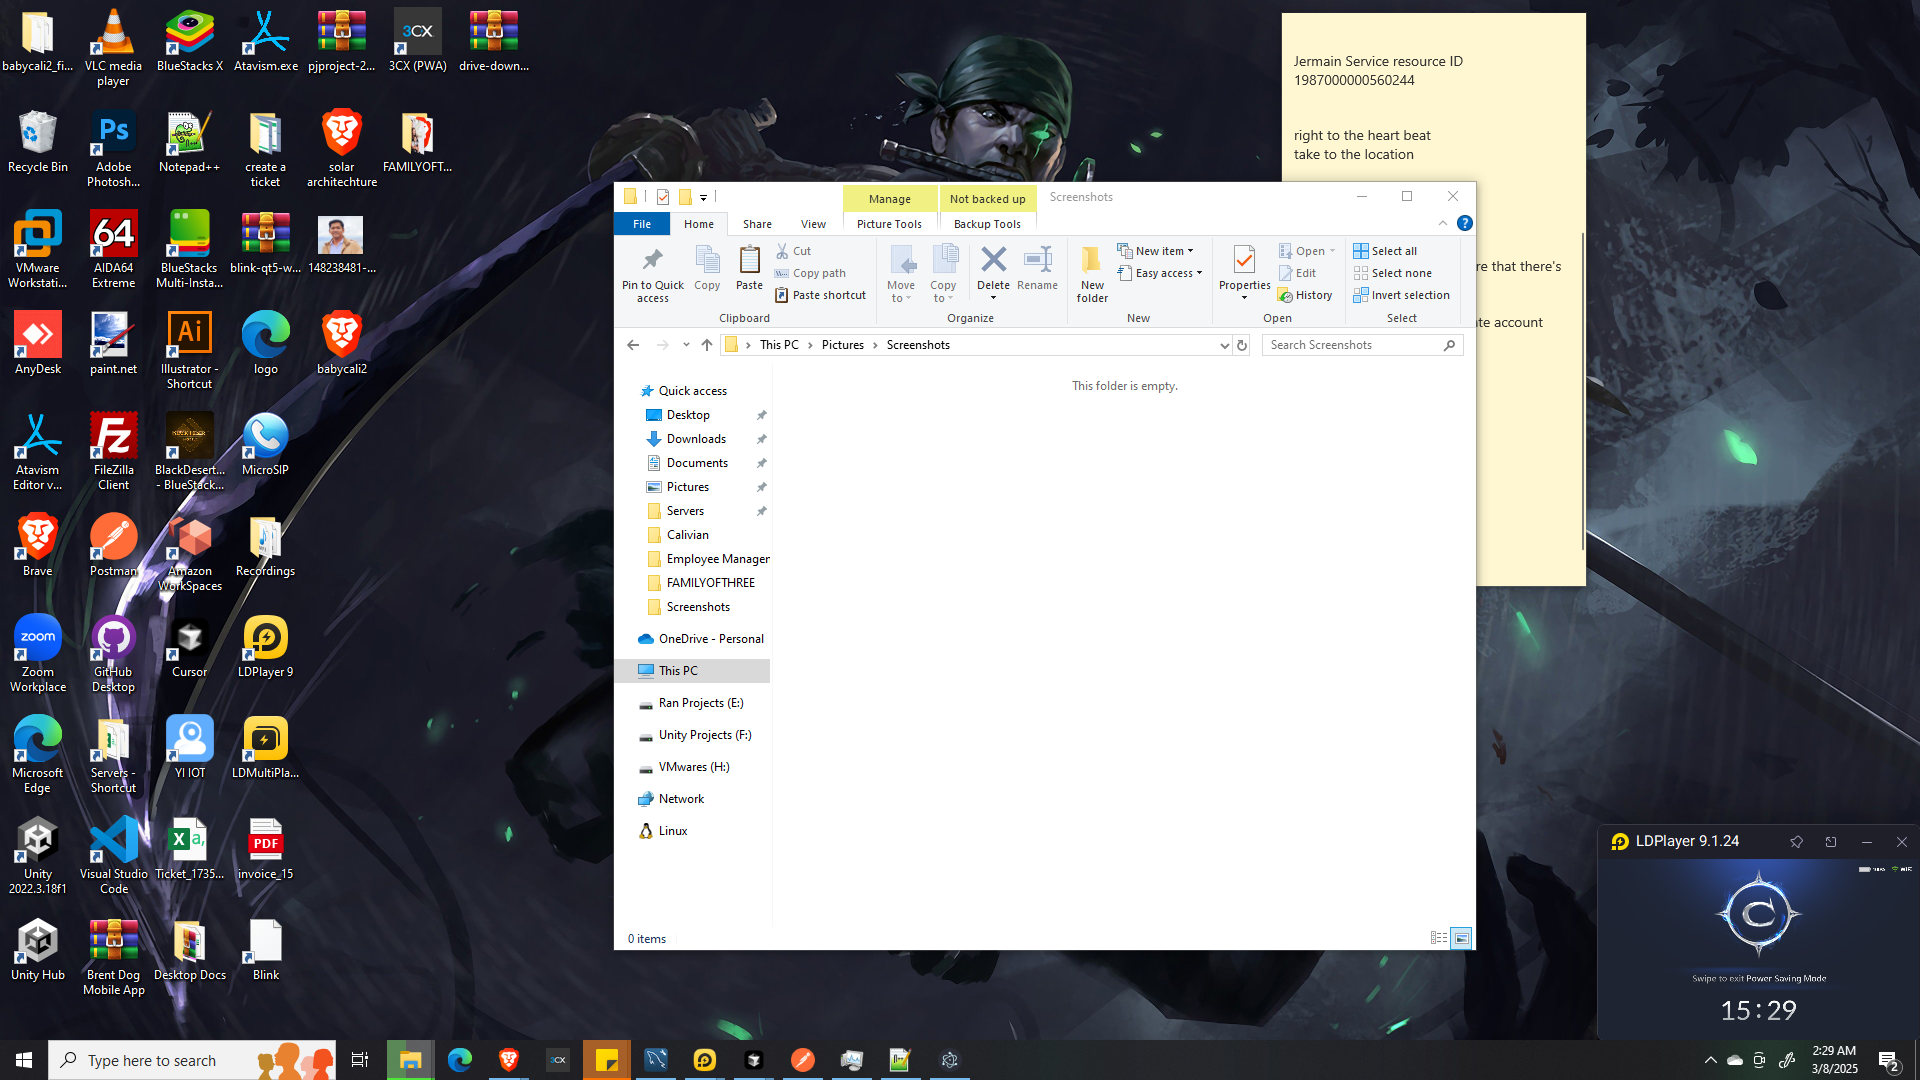 babycali2_fi...
VLC media
player
BlueStacks X
Atavism.exe
pjproject-2...
3CX
3CX (PWA)
drive-down...
Recycle Bin
Ps
Adobe
Photosh...
Notepad++
create a
ticket
solar
architechture
FAMILYOFT...
VMware
Workstati...
64
AIDA64
Extreme
BlueStacks
Multi-Insta...
blink-qt5-w...
148238481-...
AnyDesk
paint.net
Ai
Illustrator -
Shortcut
logo
babycali2
Atavism
Editor v...
Fz
FileZilla
Client
BlackDesert...
- BlueStack...
MicroSIP
Brave
Postman
Amazon
WorkSpaces
Recordings
zoom
Zoom
Workplace
GitHub
Desktop
Cursor
LDPlayer 9
Microsoft
Edge
Servers -
Shortcut
YI IOT
LDMultiPla...
Unity
2022.3.18f1
Visual Studio
Code
Xa,
Ticket_1735...
PDF
invoice_15
Unity Hub
Brent Dog
Mobile App
Desktop Docs
Blink
Jermain Service resource ID
1987000000560244
right to the heart beat
take to the location
re that there's
te account
Manage
Not backed up
Screenshots
File
Home
Share
View
Picture Tools
Backup Tools
Pin to Quick
access
Copy
Paste
Cut
Copy path
Paste shortcut
Clipboard
Move
to
Copy
to
Delete
Rename
Organize
New
folder
New item
Easy access
New
Properties
Open
Edit
History
Open
Select all
Select none
Invert selection
Select
This PC
Pictures
Screenshots
Search Screenshots
This folder is empty.
Quick access
Desktop
Downloads
Documents
Pictures
Servers
Calivian
Employee Manager
FAMILYOFTHREE
Screenshots
OneDrive - Personal
This PC
Ran Projects (E:)
Unity Projects (F:)
VMwares (H:)
Network
Linux
0 items
LDPlayer 9.1.24
Swipe to exit Power Saving Mode
15:29
Type here to search
3CX
2:29 AM
3/8/2025
2